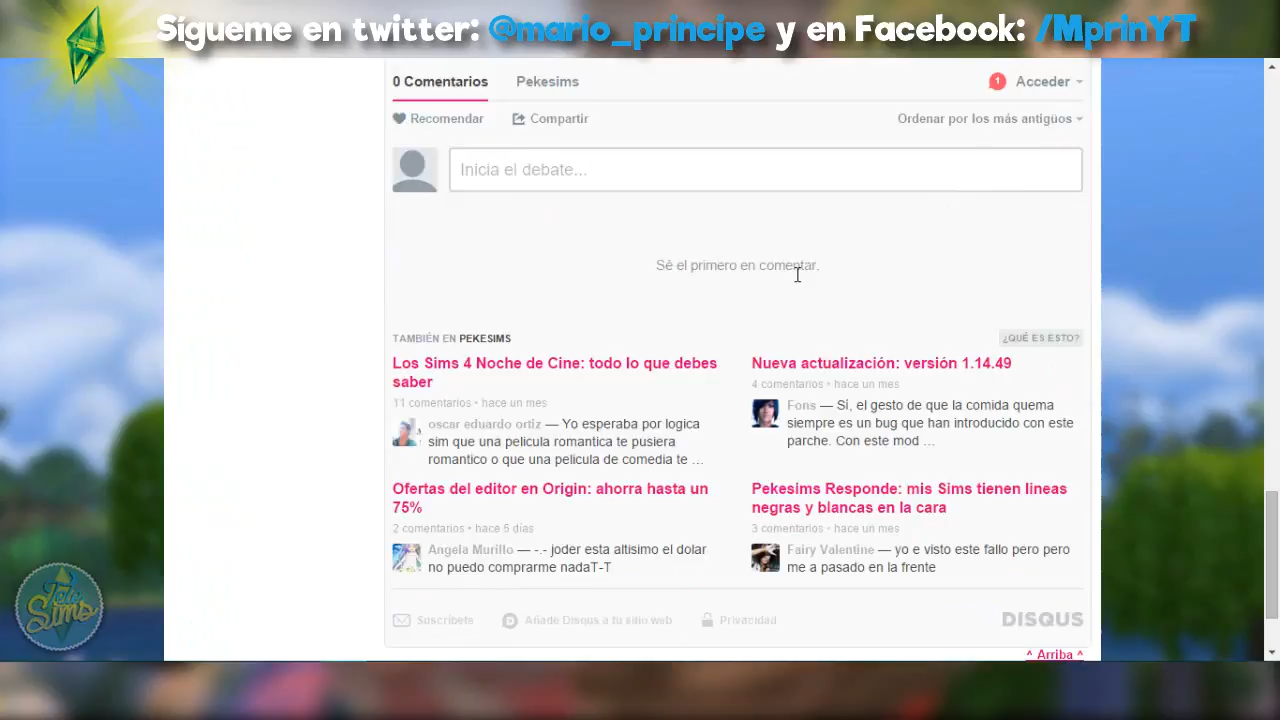 Sígueme en twitter: @mario_principe y en Facebook: /MprinYT
0 Comentarios Pekesims 1 Acceder
Recomendar Compartir Ordenar por los más antigüos
Inicia el debate...
Sé el primero en comentar.
TAMBIÉN EN PEKESIMS ¿QUÉ ES ESTO?
Los Sims 4 Noche de Cine: todo lo que debes
saber
11 comentarios • hace un mes
oscar eduardo ortiz — Yo esperaba por logica
sim que una pelicula romantica te pusiera
romantico o que una pelicula de comedia te ...
Nueva actualización: versión 1.14.49
4 comentarios • hace un mes
Fons — Sí, el gesto de que la comida quema
siempre es un bug que han introducido con este
parche. Con este mod ...
Ofertas del editor en Origin: ahorra hasta un
75%
2 comentarios • hace 5 días
Angela Murillo — -.- joder esta altisimo el dolar
no puedo comprarme nadaT-T
Pekesims Responde: mis Sims tienen líneas
negras y blancas en la cara
3 comentarios • hace un mes
Fairy Valentine — yo e visto este fallo pero pero
me a pasado en la frente
Suscríbete Añade Disqus a tu sitio web Privacidad DISQUS
^ Arriba ^
Tele
Sims